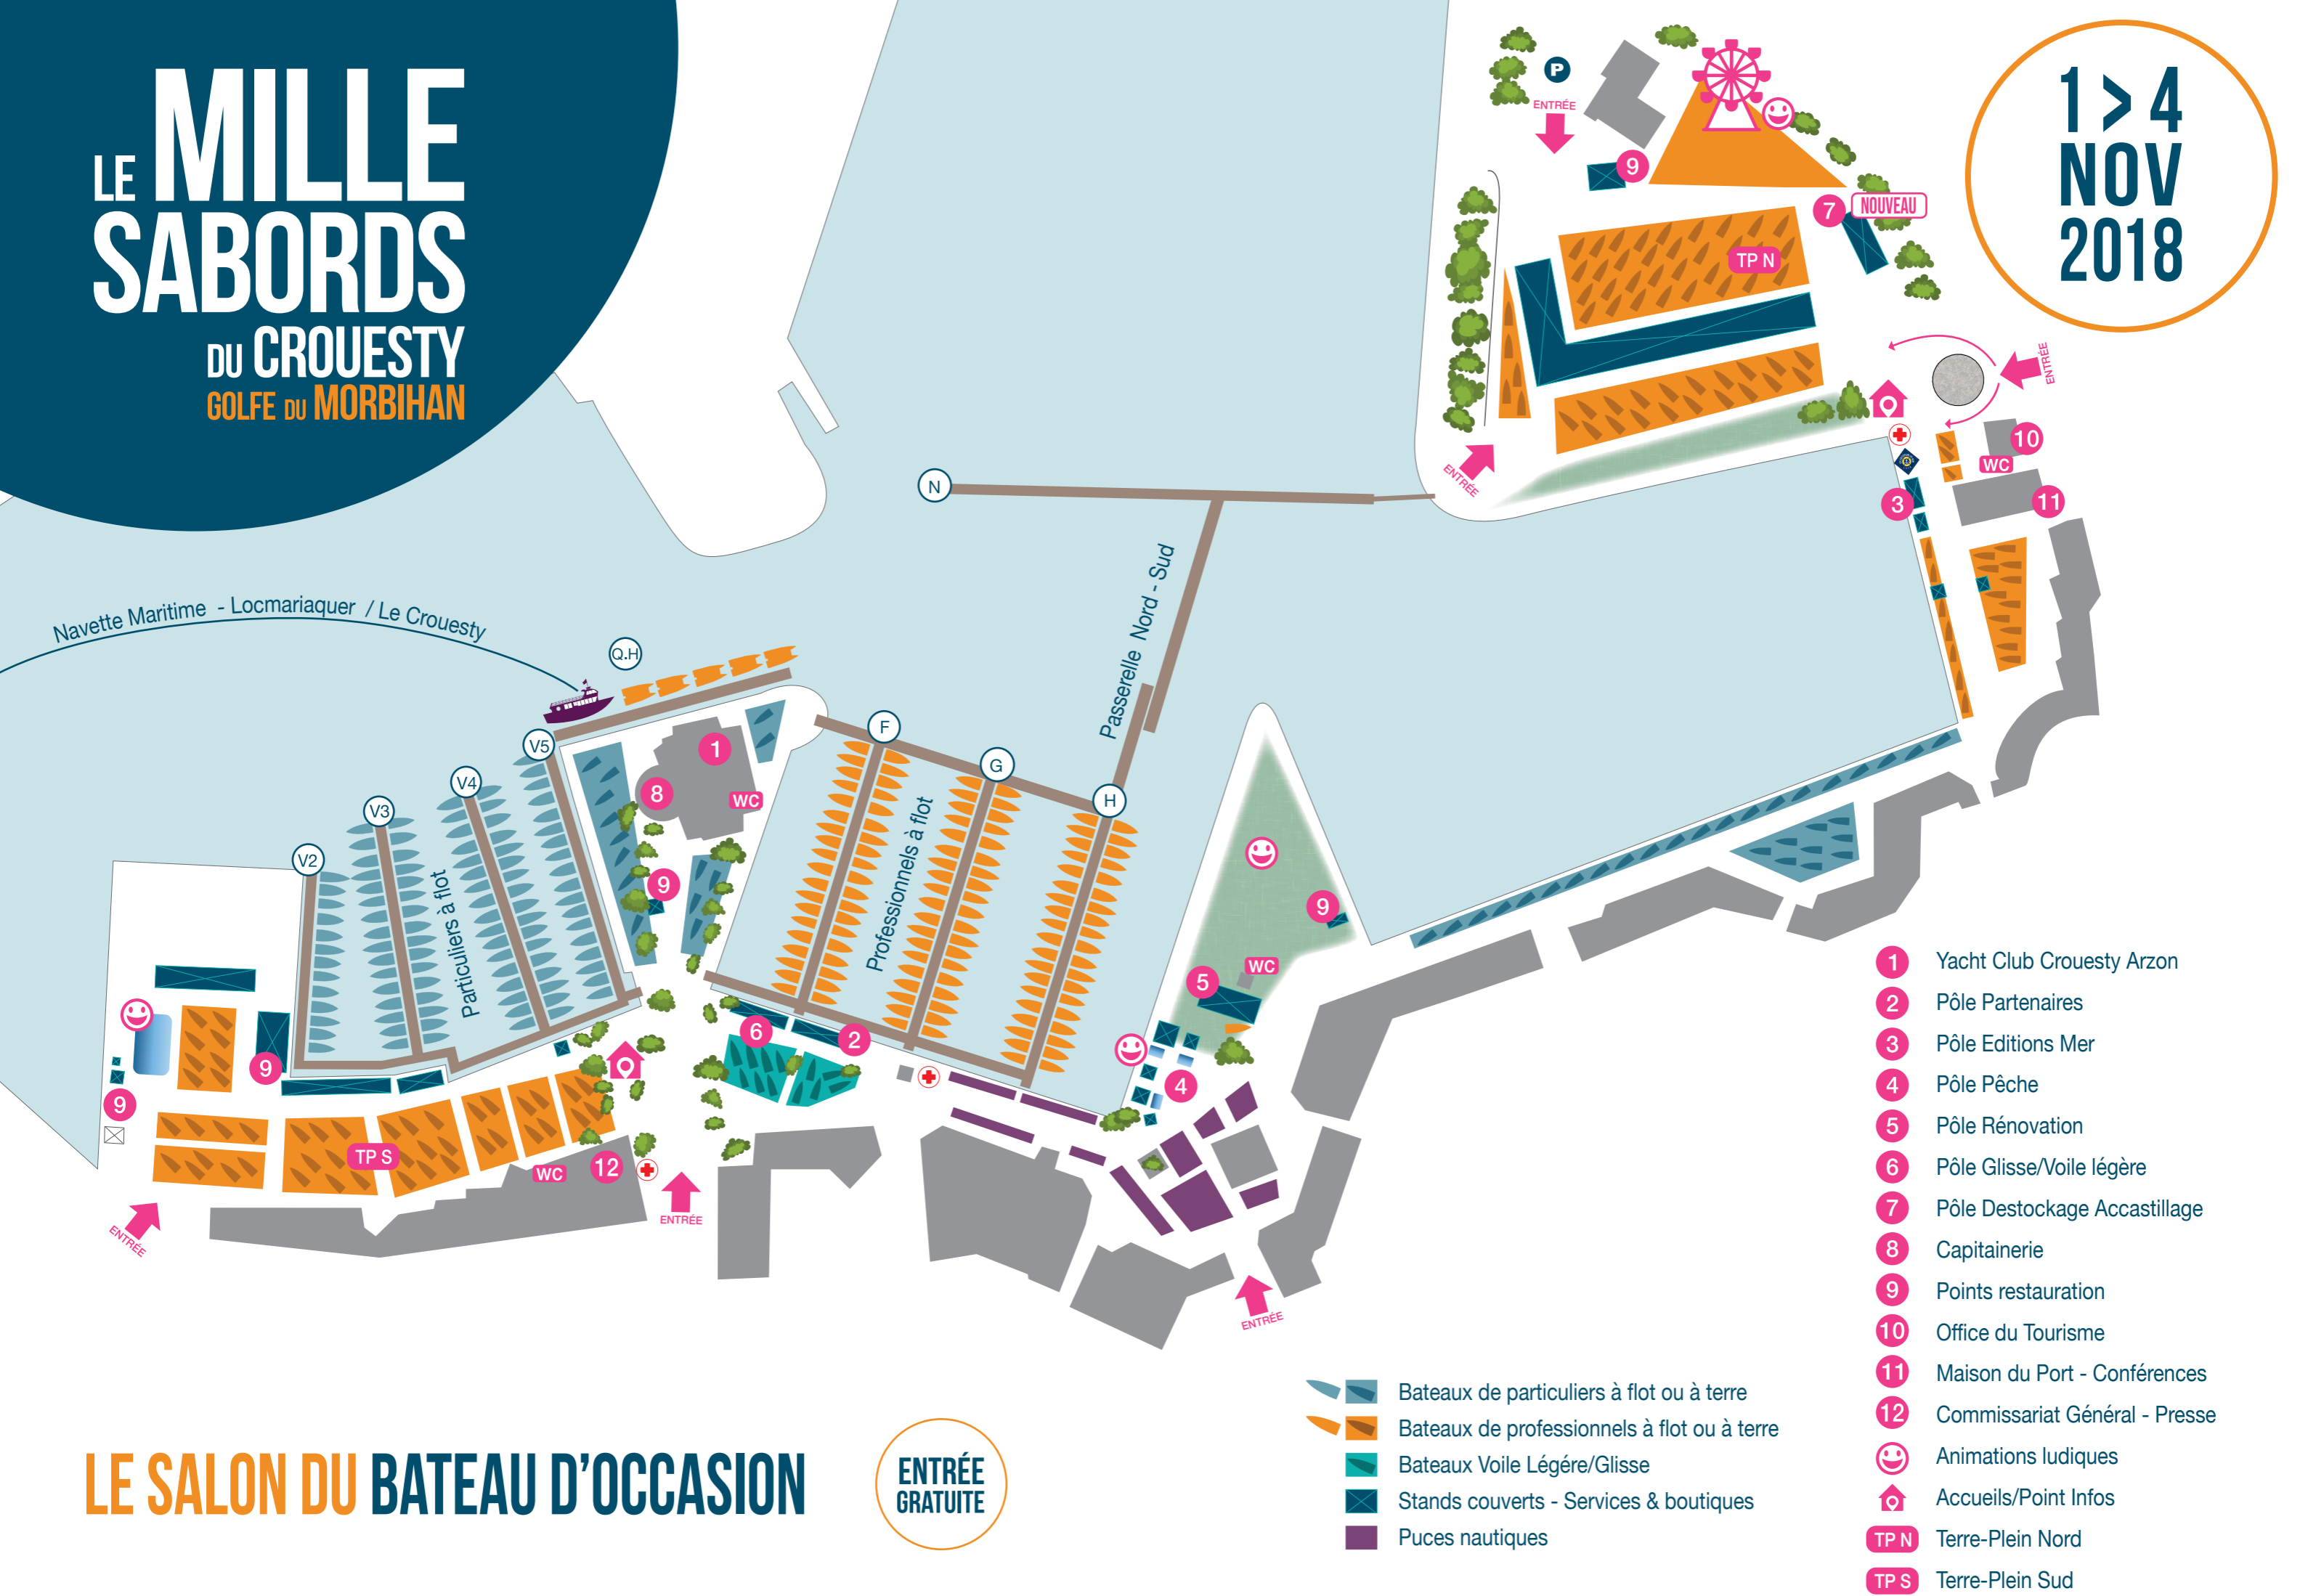 LE MILLE
SABORDS
DU CROUESTY
GOLFE DU MORBIHAN
1 > 4
NOV
2018
P
ENTRÉE
9
7
NOUVEAU
TP N
ENTRÉE
ENTRÉE
10
WC
3
11
N
Passerelle Nord - Sud
Navette Maritime - Locmariaquer / Le Crouesty
Q.H
V5
V4
V3
V2
1
8
WC
9
F
G
H
Particuliers à flot
Professionnels à flot
9
WC
5
6
2
4
9
9
TP S
WC
12
ENTRÉE
ENTRÉE
ENTRÉE
1 Yacht Club Crouesty Arzon
2 Pôle Partenaires
3 Pôle Editions Mer
4 Pôle Pêche
5 Pôle Rénovation
6 Pôle Glisse/Voile légère
7 Pôle Destockage Accastillage
8 Capitainerie
9 Points restauration
10 Office du Tourisme
11 Maison du Port - Conférences
12 Commissariat Général - Presse
Animations ludiques
Accueils/Point Infos
TP N Terre-Plein Nord
TP S Terre-Plein Sud
Bateaux de particuliers à flot ou à terre
Bateaux de professionnels à flot ou à terre
Bateaux Voile Légére/Glisse
Stands couverts - Services & boutiques
Puces nautiques
LE SALON DU BATEAU D'OCCASION
ENTRÉE
GRATUITE